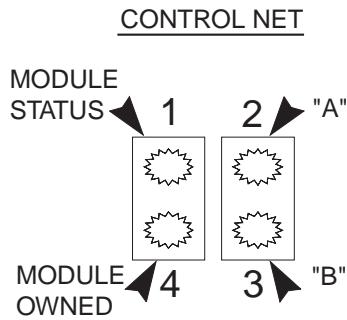 CONTROL NET
MODULE
STATUS 1 2 "A"
MODULE
OWNED 4 3 "B"